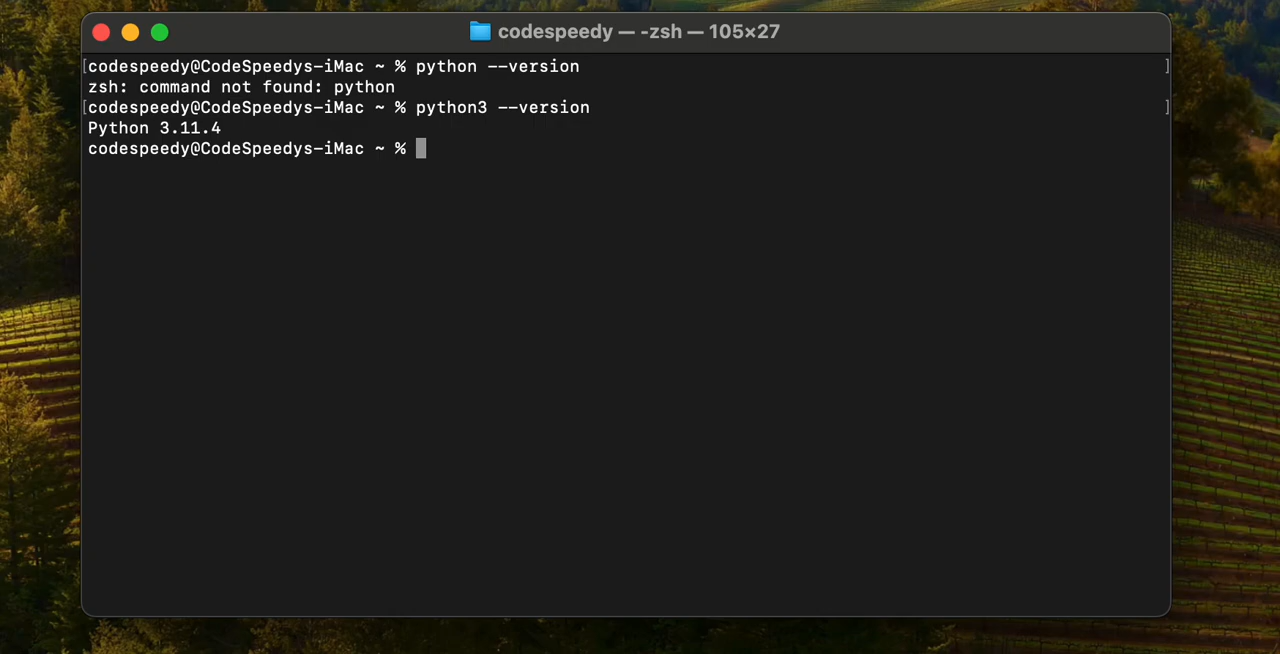 codespeedy — -zsh — 105×27
[codespeedy@CodeSpeedys-iMac ~ % python --version ]
zsh: command not found: python
[codespeedy@CodeSpeedys-iMac ~ % python3 --version ]
Python 3.11.4
codespeedy@CodeSpeedys-iMac ~ %